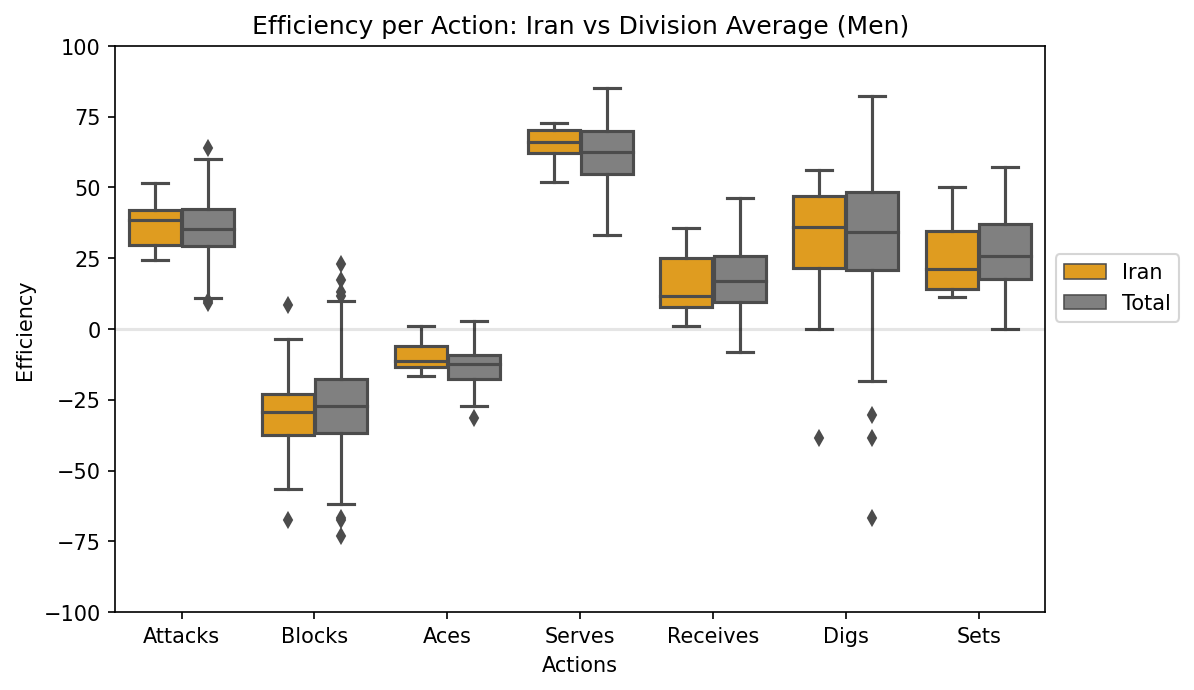 Efficiency per Action: Iran vs Division Average (Men)
100
75
50
25
0
−25
−50
−75
−100
Efficiency
Attacks Blocks Aces Serves Receives Digs Sets
Actions
Iran
Total